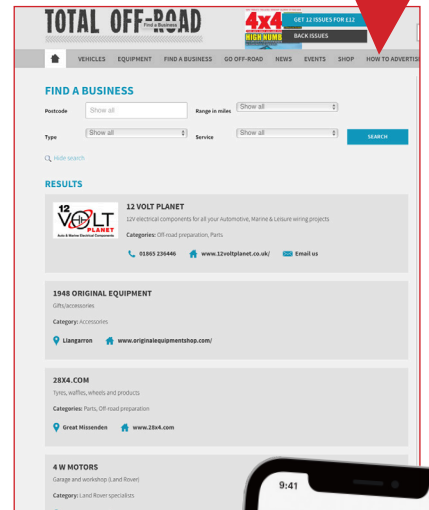 TOTAL OFF-ROAD
Find a Business
4x4
HIGH NUMB
GET 12 ISSUES FOR £12
BACK ISSUES
VEHICLES EQUIPMENT FIND A BUSINESS GO OFF-ROAD NEWS EVENTS SHOP HOW TO ADVERTISE
FIND A BUSINESS
Postcode Show all Range in miles Show all
Type Show all Service Show all SEARCH
Hide search
RESULTS
12 VOLT PLANET
Auto & Marine Electrical Components
12 VOLT PLANET
12V electrical components for all your Automotive, Marine & Leisure wiring projects
Categories: Off-road preparation, Parts
01865 236446 www.12voltplanet.co.uk/ Email us
1948 ORIGINAL EQUIPMENT
Gifts/accessories
Category: Accessories
Llangarron www.originalequipmentshop.com/
28X4.COM
Tyres, waffles, wheels and products
Categories: Parts, Off-road preparation
Great Missenden www.28x4.com
4 W MOTORS
Garage and workshop (Land Rover)
Category: Land Rover specialists
9:41